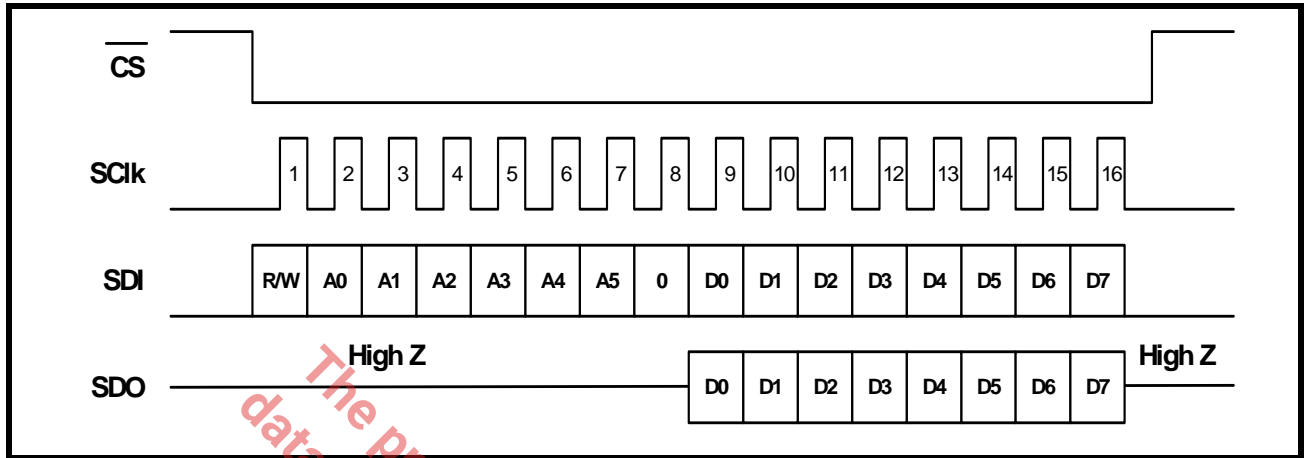 CS
SClk
1 2 3 4 5 6 7 8 9 10 11 12 13 14 15 16
SDI
R/W A0 A1 A2 A3 A4 A5 0 D0 D1 D2 D3 D4 D5 D6 D7
High Z
High Z
SDO
D0 D1 D2 D3 D4 D5 D6 D7
The